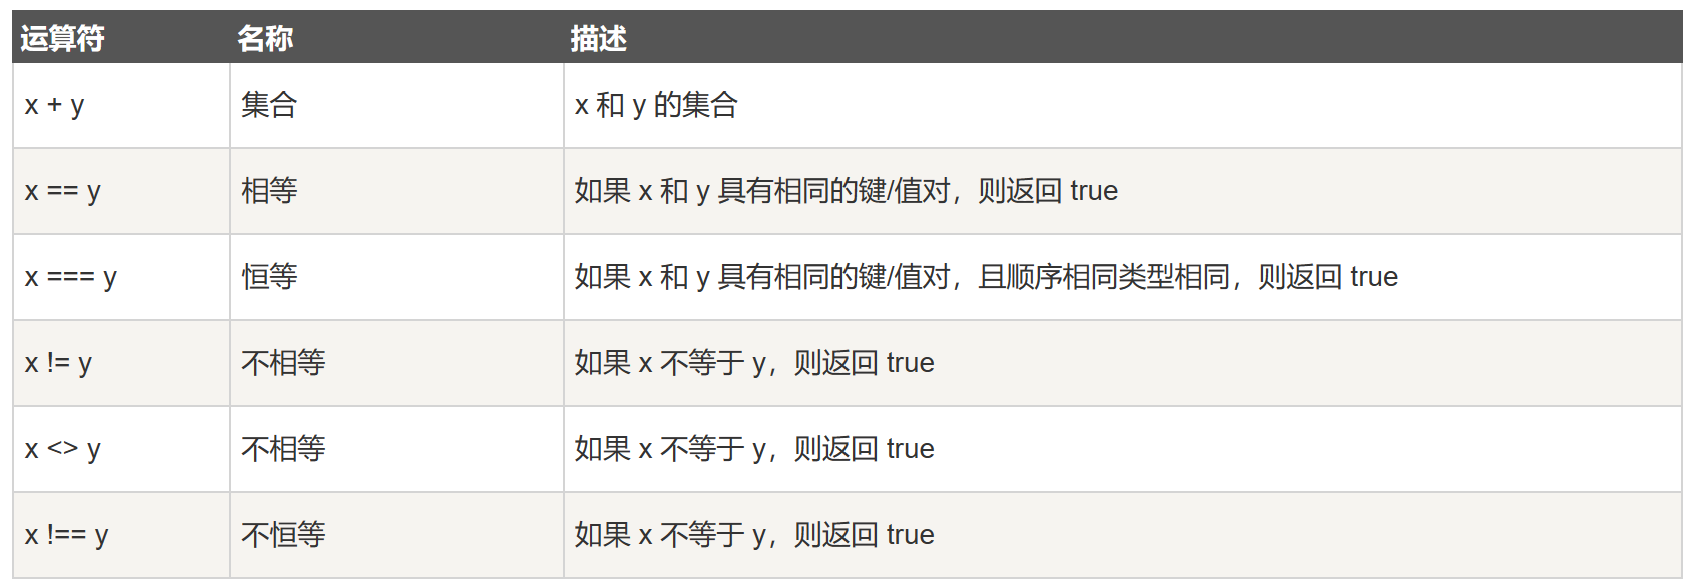 运算符 名称 描述
x + y 集合 x 和 y 的集合
x == y 相等 如果 x 和 y 具有相同的键/值对，则返回 true
x === y 恒等 如果 x 和 y 具有相同的键/值对，且顺序相同类型相同，则返回 true
x != y 不相等 如果 x 不等于 y，则返回 true
x <> y 不相等 如果 x 不等于 y，则返回 true
x !== y 不恒等 如果 x 不等于 y，则返回 true